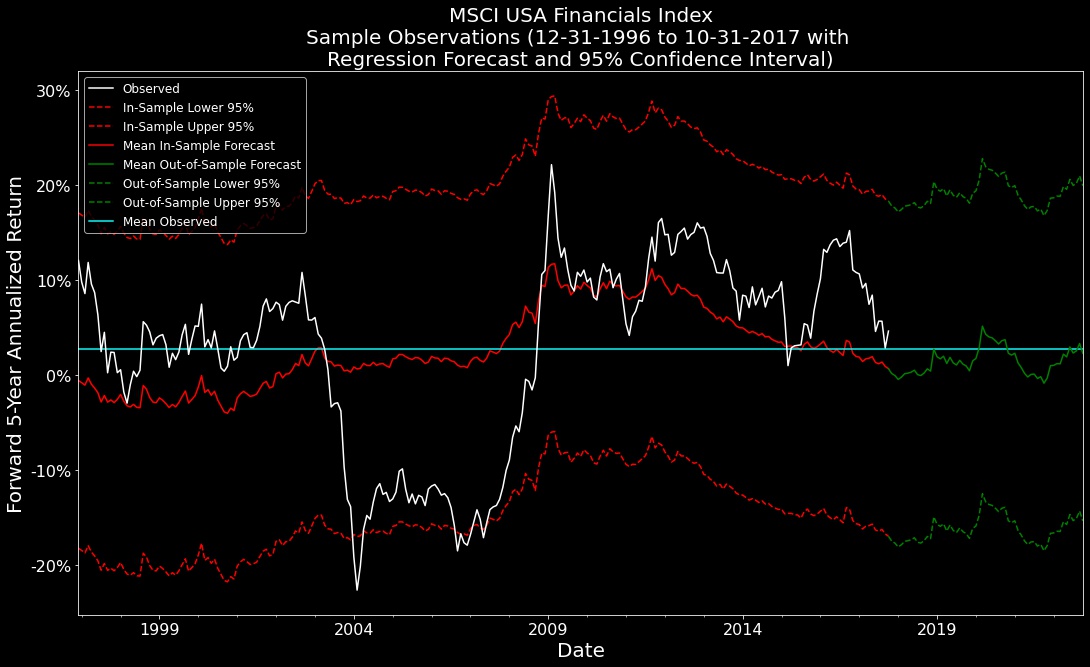 MSCI USA Financials Index
Sample Observations (12-31-1996 to 10-31-2017 with
Regression Forecast and 95% Confidence Interval)
Observed
In-Sample Lower 95%
In-Sample Upper 95%
Mean In-Sample Forecast
Mean Out-of-Sample Forecast
Out-of-Sample Lower 95%
Out-of-Sample Upper 95%
Mean Observed
Forward 5-Year Annualized Return
30%
20%
10%
0%
-10%
-20%
1999 2004 2009 2014 2019
Date